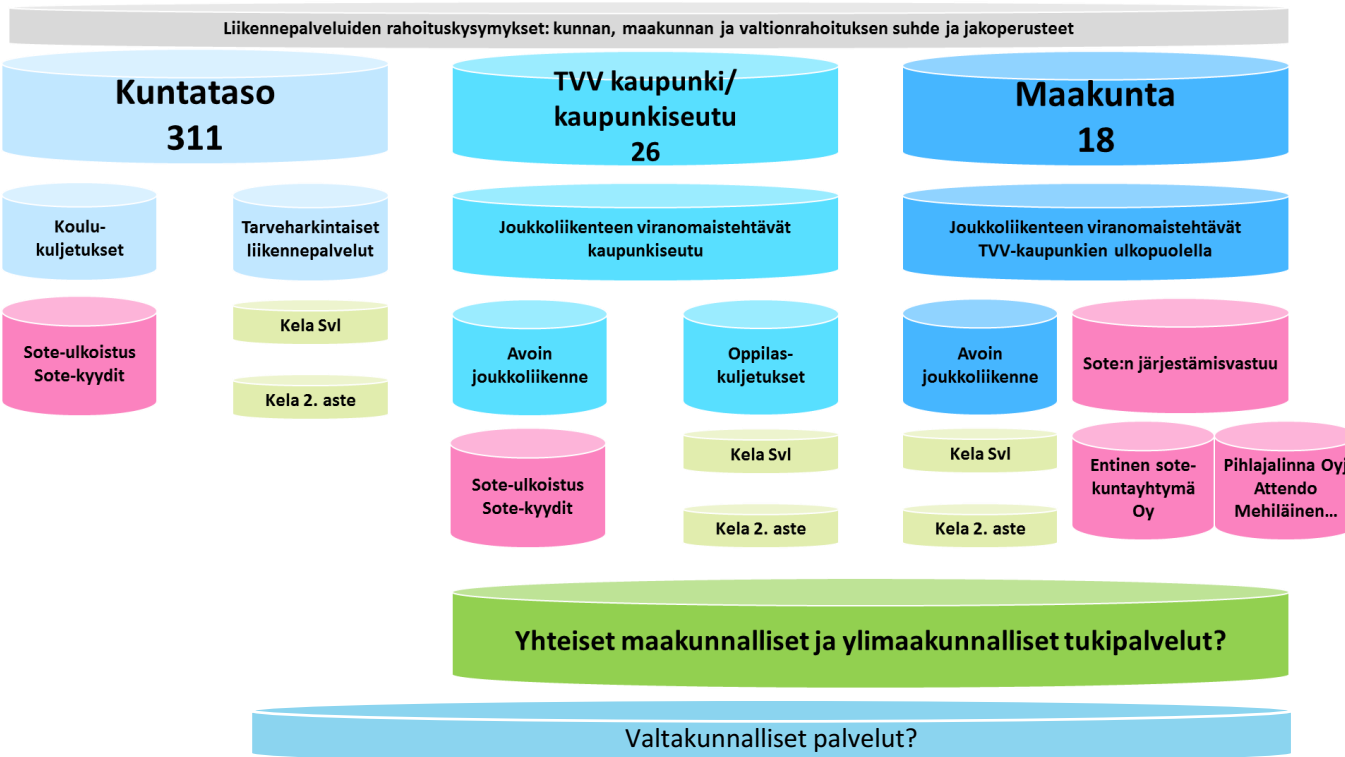 Liikennepalveluiden rahoituskysymykset: kunnan, maakunnan ja valtionrahoituksen suhde ja jakoperusteet
Kuntataso
311
TVV kaupunki/
kaupunkiseutu
26
Maakunta
18
Koulu-
kuljetukset
Tarveharkintaiset
liikennepalvelut
Joukkoliikenteen viranomaistehtävät
kaupunkiseutu
Joukkoliikenteen viranomaistehtävät
TVV-kaupunkien ulkopuolella
Sote-ulkoistus
Sote-kyydit
Kela Svl
Kela 2. aste
Avoin
joukkoliikenne
Oppilas-
kuljetukset
Avoin
joukkoliikenne
Sote:n järjestämisvastuu
Sote-ulkoistus
Sote-kyydit
Kela Svl
Kela 2. aste
Kela Svl
Kela 2. aste
Entinen sote-
kuntayhtymä
Oy
Pihlajalinna Oyj
Attendo
Mehiläinen...
Yhteiset maakunnalliset ja ylimaakunnalliset tukipalvelut?
Valtakunnalliset palvelut?